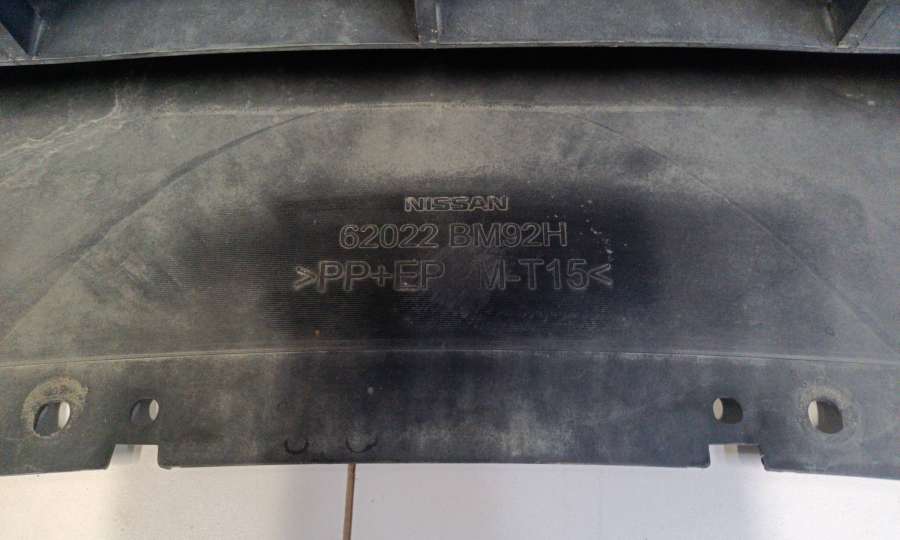 NISSAN
62022 BM92H
>PP+EP M-T15<